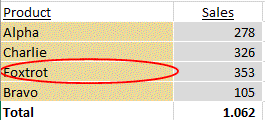 Product Sales
Alpha 278
Charlie 326
Foxtrot 353
Bravo 105
Total 1.062